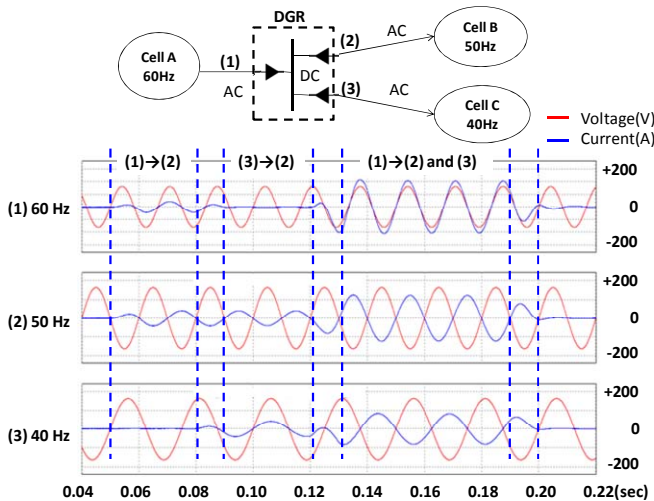 DGR
Cell A
60Hz
(1)
AC
DC
(2)
AC
Cell B
50Hz
(3)
AC
Cell C
40Hz
Voltage(V)
Current(A)
(1)→(2)
(3)→(2)
(1)→(2) and (3)
(1) 60 Hz
+200
0
-200
(2) 50 Hz
+200
0
-200
(3) 40 Hz
+200
0
-200
0.04 0.06 0.08 0.10 0.12 0.14 0.16 0.18 0.20 0.22(sec)